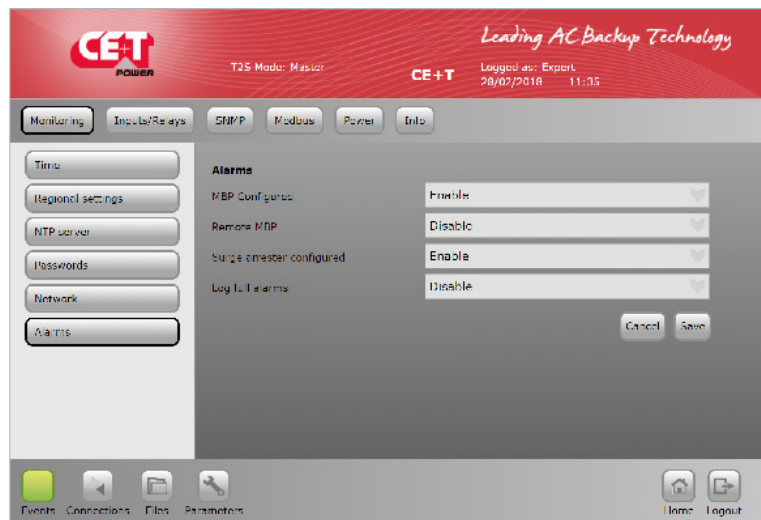 CE+T
POWER
Leading AC Backup Technology
T2S Mode: Master
CE+T
Logged as: Expert
28/02/2018 11:35
Monitoring
Inputs/Relays
SNMP
Modbus
Power
Info
Time
Regional settings
NTP server
Passwords
Network
Alarms
Alarms
MBP Configured
Enable
Remote MBP
Disable
Surge arrester configured
Enable
Log full alarms
Disable
Cancel
Save
Events
Connections
Files
Parameters
Home
Logout